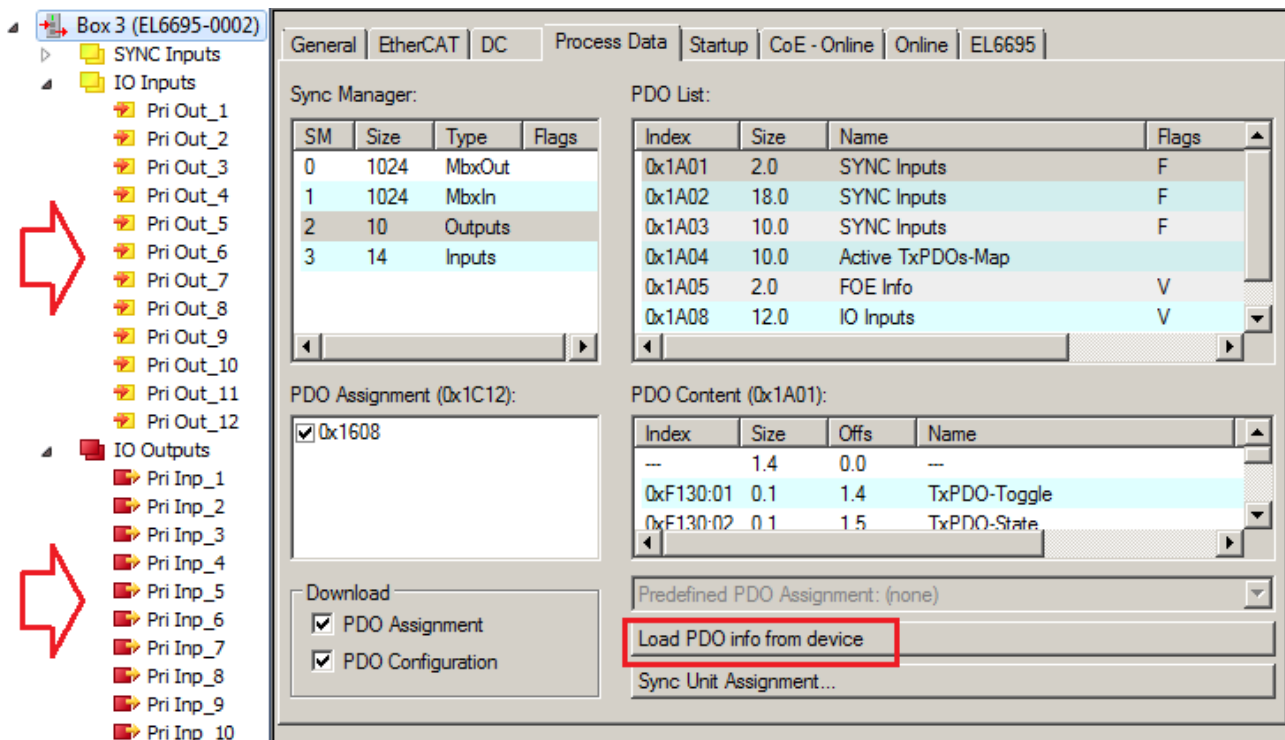 Box 3 (EL6695-0002)
SYNC Inputs
IO Inputs
Pri Out_1
Pri Out_2
Pri Out_3
Pri Out_4
Pri Out_5
Pri Out_6
Pri Out_7
Pri Out_8
Pri Out_9
Pri Out_10
Pri Out_11
Pri Out_12
IO Outputs
Pri Inp_1
Pri Inp_2
Pri Inp_3
Pri Inp_4
Pri Inp_5
Pri Inp_6
Pri Inp_7
Pri Inp_8
Pri Inp_9
Pri Inp_10
General EtherCAT DC Process Data Startup CoE - Online Online EL6695
Sync Manager:
SM Size Type Flags
0 1024 MbxOut
1 1024 MbxIn
2 10 Outputs
3 14 Inputs
PDO List:
Index Size Name Flags
0x1A01 2.0 SYNC Inputs F
0x1A02 18.0 SYNC Inputs F
0x1A03 10.0 SYNC Inputs F
0x1A04 10.0 Active TxPDOs-Map
0x1A05 2.0 FOE Info V
0x1A08 12.0 IO Inputs V
PDO Assignment (0x1C12):
0x1608
PDO Content (0x1A01):
Index Size Offs Name
--- 1.4 0.0 ---
0xF130:01 0.1 1.4 TxPDO-Toggle
0xF130:02 0.1 1.5 TxPDO-State
Download
PDO Assignment
PDO Configuration
Predefined PDO Assignment: (none)
Load PDO info from device
Sync Unit Assignment...